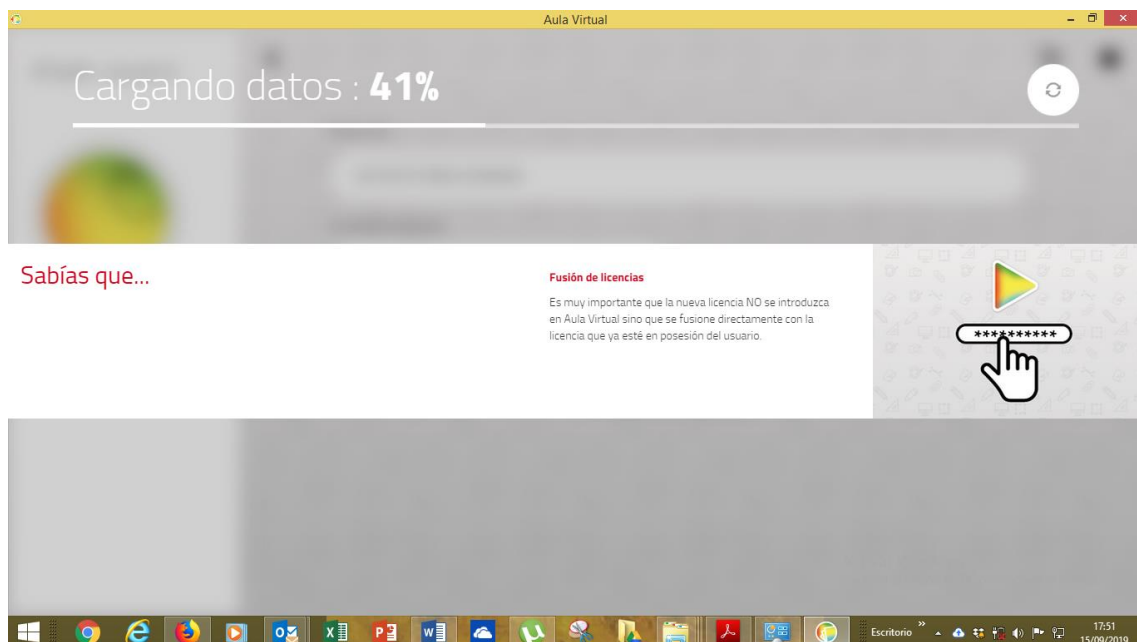 Aula Virtual
Cargando datos : 41%
Sabías que...
Fusión de licencias
Es muy importante que la nueva licencia NO se introduzca
en Aula Virtual sino que se fusione directamente con la
licencia que ya esté en posesión del usuario.
**********
Escritorio
17:51
15/09/2019